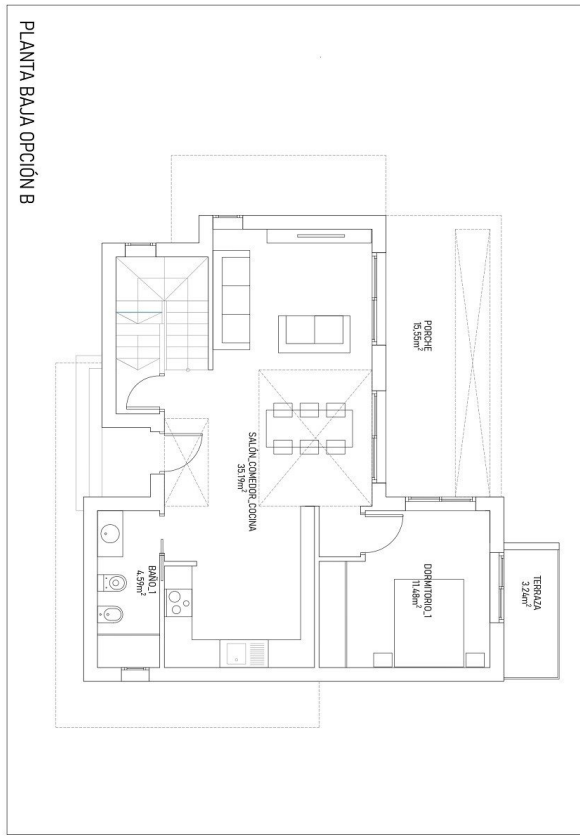 PLANTA BAJA OPCIÓN B
PORCHE
15,55m²
SALÓN_COMEDOR_COCINA
35.19m²
TERRAZA
3.24m²
DORMITORIO_1
11.48m²
BAÑO_1
4.59m²